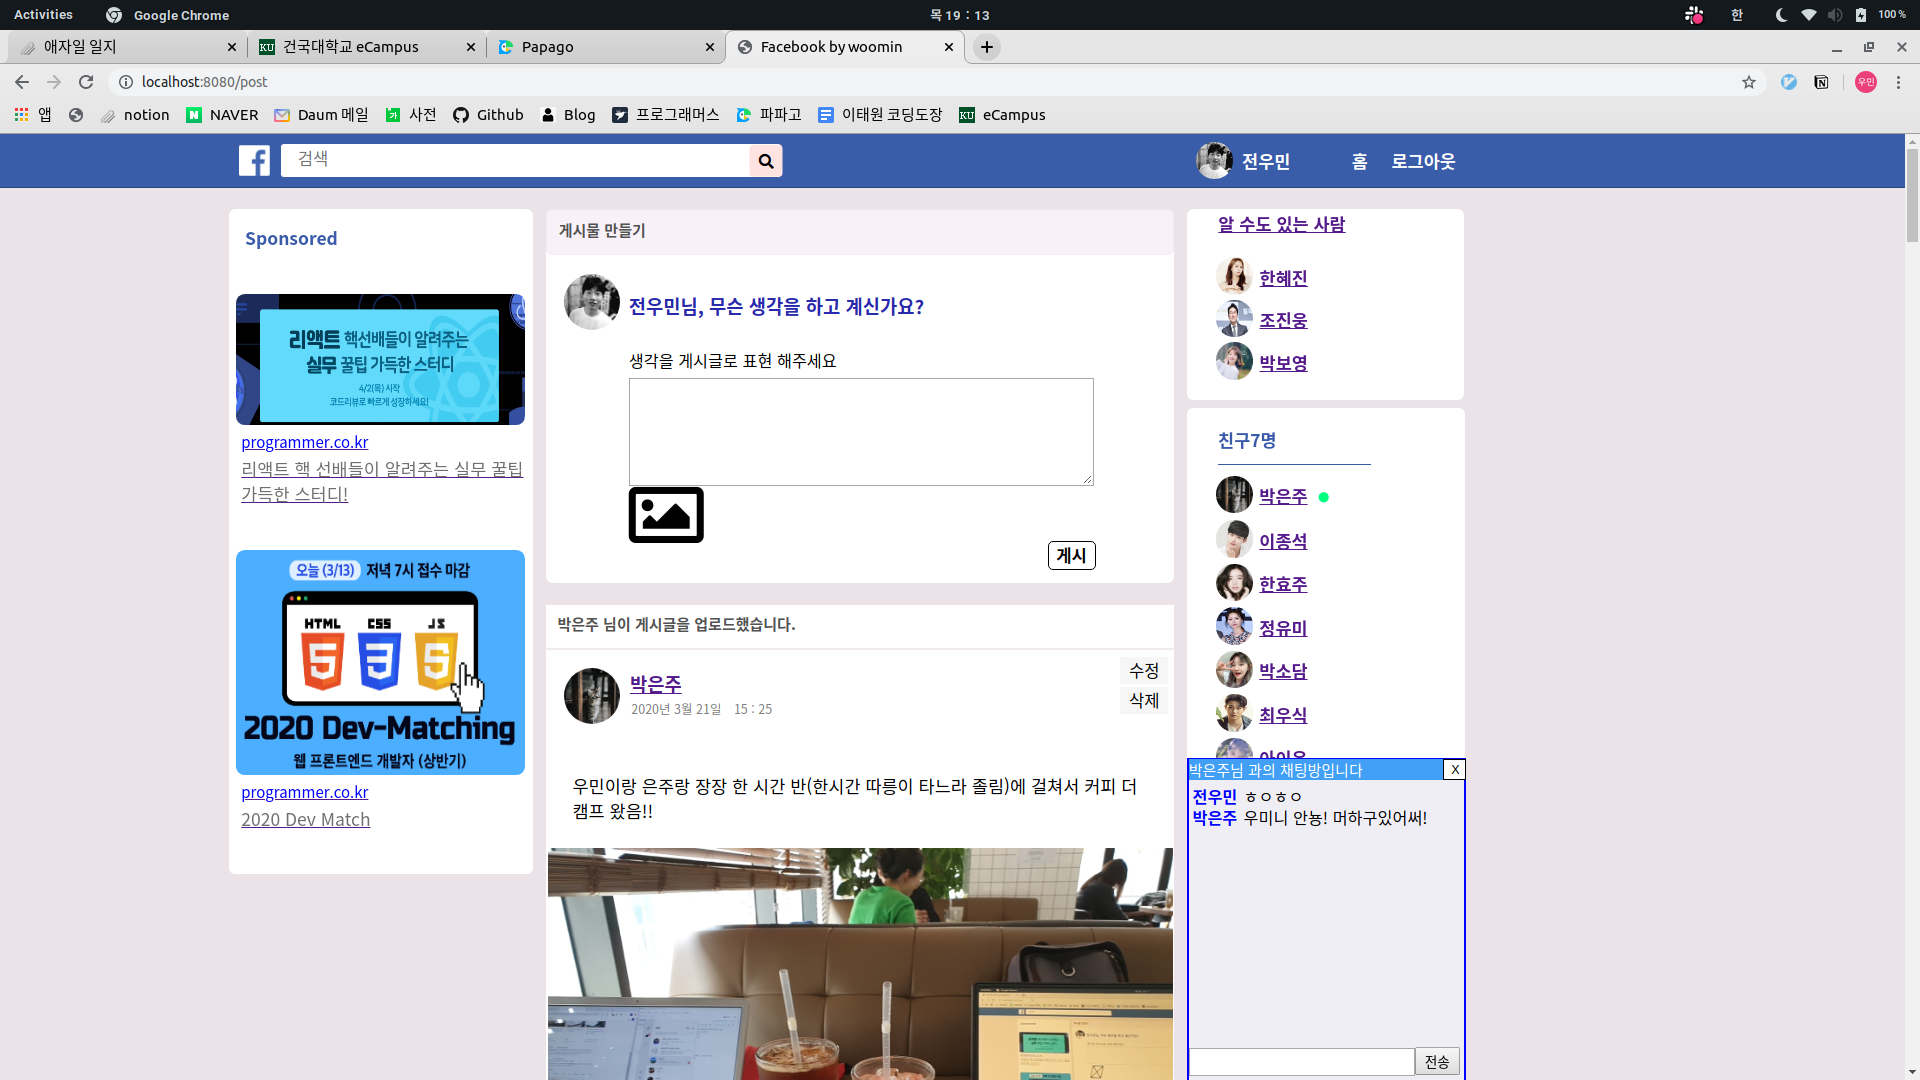 Activities
Google Chrome
목 19 : 13
한
100 %
애자일 일지
건국대학교 eCampus
Papago
Facebook by woomin
localhost:8080/post
우민
앱
notion
NAVER
Daum 메일
사전
Github
Blog
프로그래머스
파파고
이태원 코딩도장
eCampus
검색
전우민
홈
로그아웃
Sponsored
리액트 핵선배들이 알려주는
실무 꿀팁 가득한 스터디
4/2(목) 시작
코드리뷰로 빠르게 성장하세요!
programmer.co.kr
리액트 핵 선배들이 알려주는 실무 꿀팁
가득한 스터디!
오늘 (3/13) 저녁 7시 접수 마감
HTML CSS JS
5 3 5
2020 Dev-Matching
웹 프론트엔드 개발자 (상반기)
programmer.co.kr
2020 Dev Match
게시물 만들기
전우민님, 무슨 생각을 하고 계신가요?
생각을 게시글로 표현 해주세요
게시
박은주 님이 게시글을 업로드했습니다.
박은주
2020년 3월 21일 15 : 25
수정
삭제
우민이랑 은주랑 장장 한 시간 반(한시간 따릉이 타느라 졸림)에 걸쳐서 커피 더
캠프 왔음!!
알 수도 있는 사람
한혜진
조진웅
박보영
친구7명
박은주
이종석
한효주
정유미
박소담
최우식
아이유
박은주님 과의 채팅방입니다
X
전우민 ㅎㅇㅎㅇ
박은주 우미니 안뇽! 머하구있어써!
전송